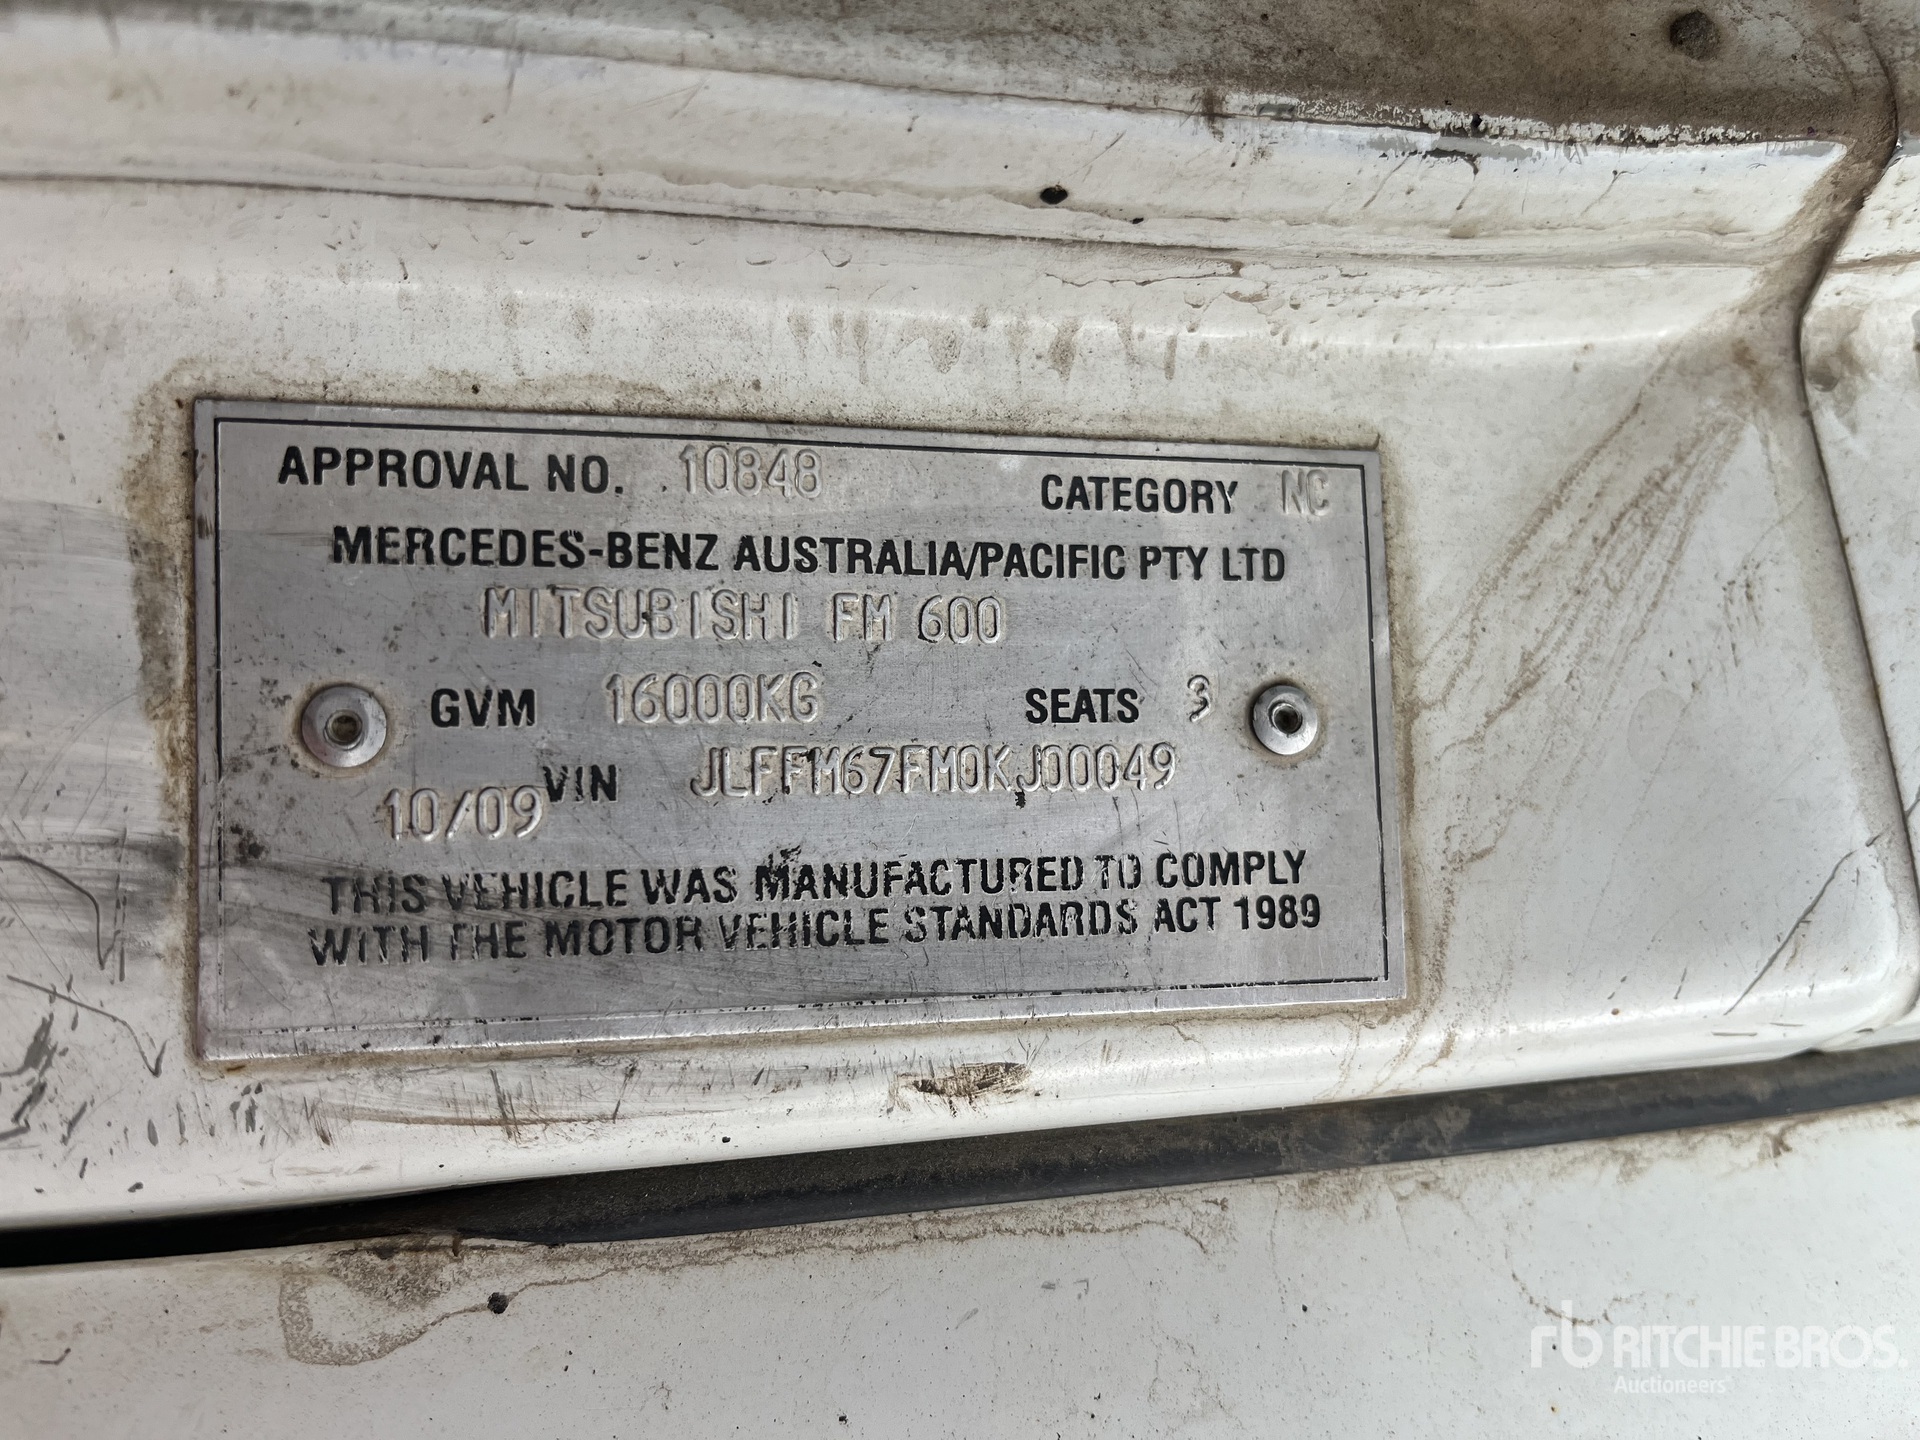 APPROVAL NO. 10848 CATEGORY NC
MERCEDES-BENZ AUSTRALIA/PACIFIC PTY LTD
MITSUBISHI FM 600
GVM 16000KG SEATS 3
10/09 VIN JLFFM67FM0KJ00049
THIS VEHICLE WAS MANUFACTURED TO COMPLY
WITH THE MOTOR VEHICLE STANDARDS ACT 1989
rb RITCHIE BROS.
Auctioneers